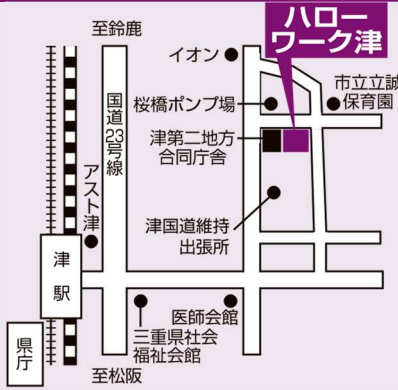 至鈴鹿
ハロー
ワーク津
イオン
市立立誠
保育園
桜橋ポンプ場
国道23号線
津第二地方
合同庁舎
アスト津
津国道維持
出張所
津駅
医師会館
三重県社会
福祉会館
県庁
至松阪